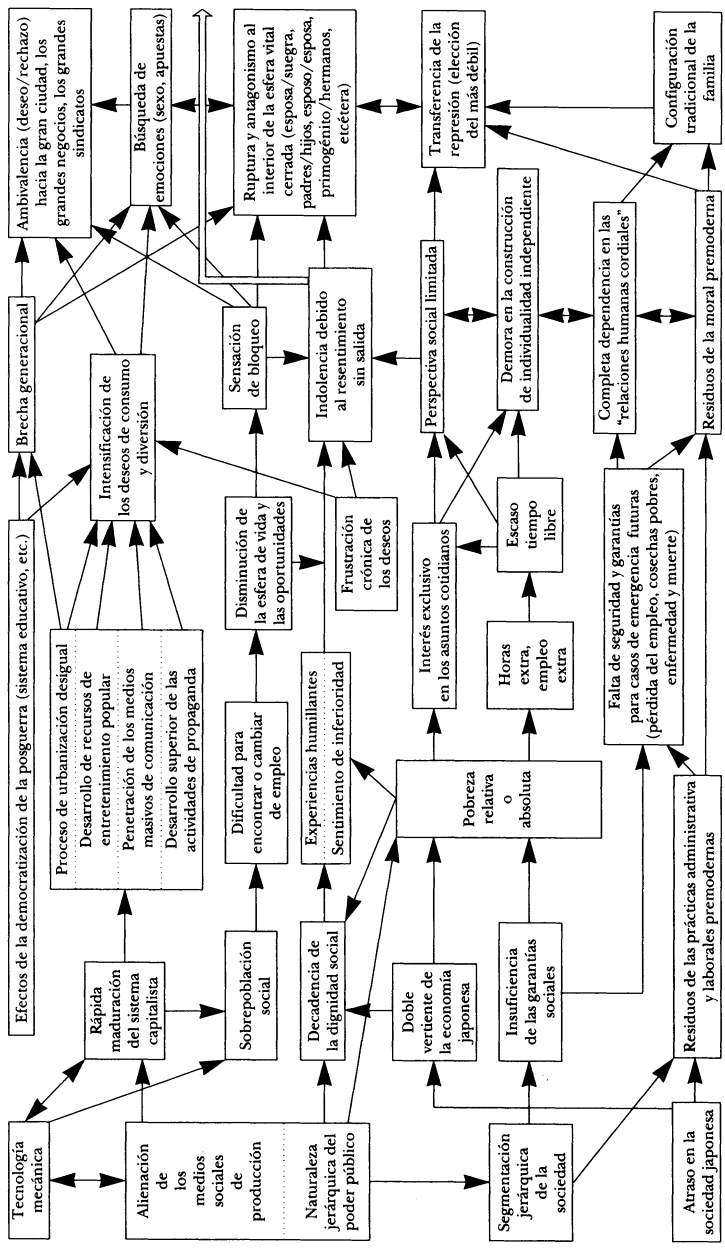 Tecnología
mecánica
Alienación
de
los
medios
sociales
de
producción
Naturaleza
jerárquica del
poder público
Segmentación
jerárquica
de la
sociedad
Atraso en la
sociedad japonesa
Efectos de la democratización de la posguerra (sistema educativo, etc.)
Rápida
maduración
del sistema
capitalista
Sobrepoblación
social
Decadencia de
la dignidad social
Doble
vertiente de
la economía
japonesa
Insuficiencia
de las garantías
sociales
Residuos de las prácticas administrativa
y laborales premodernas
Proceso de urbanización desigual
Desarrollo de recursos de
entretenimiento popular
Penetración de los medios
masivos de comunicación
Desarrollo superior de las
actividades de propaganda
Dificultad para
encontrar o cambiar
de empleo
Experiencias humillantes
Sentimiento de inferioridad
Pobreza
relativa
o
absoluta
Disminución de
la esfera de vida y
las oportunidades
Frustración
crónica de
los deseos
Interés exclusivo
en los asuntos cotidianos
Horas
extra,
empleo
extra
Escaso
tiempo
libre
Falta de seguridad y garantías
para casos de emergencia futuras
(pérdida del empleo, cosechas pobres,
enfermedad y muerte)
Brecha generacional
Intensificación de
los deseos de consumo
y diversión
Sensación
de bloqueo
Indolencia debido
al resentimiento
sin salida
Perspectiva social limitada
Demora en la construcción
de individualidad independiente
Completa dependencia en las
“relaciones humanas cordiales”
Residuos de la moral premoderna
Ambivalencia (deseo/rechazo)
hacia la gran ciudad, los
grandes negocios, los grandes
sindicatos
Búsqueda de
emociones (sexo, apuestas)
Ruptura y antagonismo al
interior de la esfera vital
cerrada (esposa/suegra,
padres/hijos, esposo/esposa,
primogénito/hermanos,
etcétera)
Transferencia de la
represión (elección
del más débil)
Configuración
tradicional de la
familia